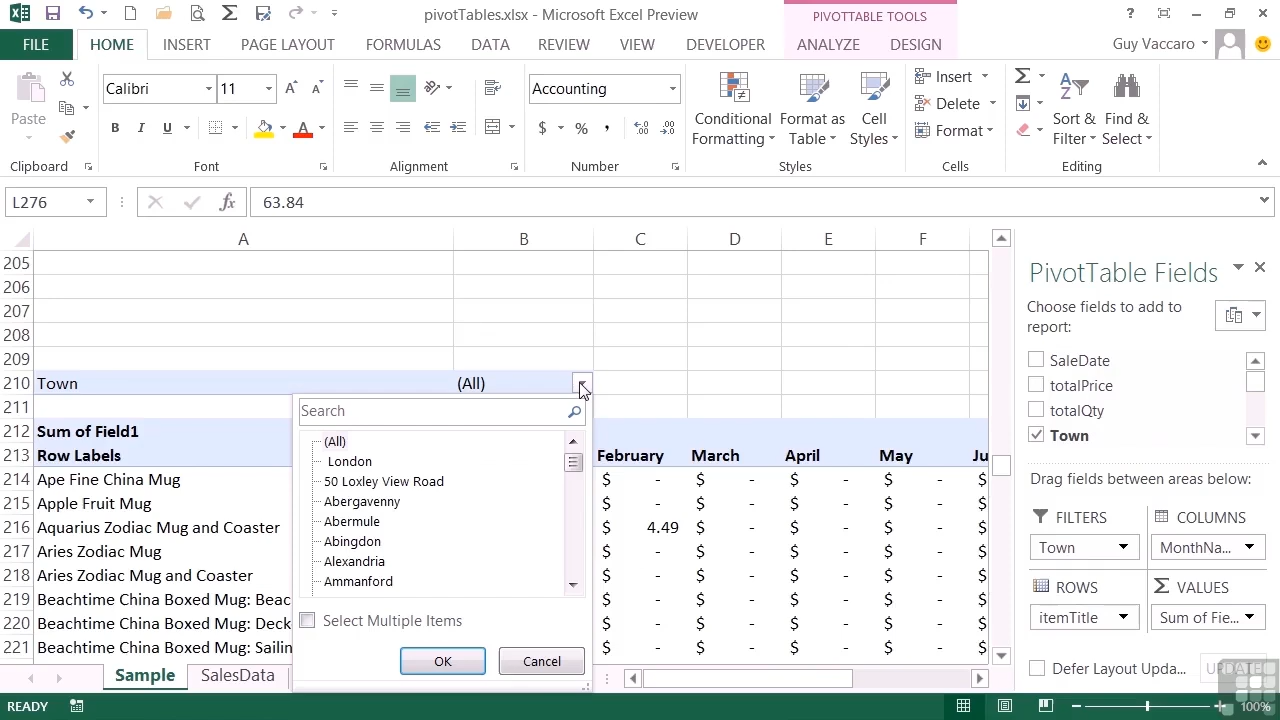 pivotTables.xlsx - Microsoft Excel Preview
PIVOTTABLE TOOLS
?
FILE HOME INSERT PAGE LAYOUT FORMULAS DATA REVIEW VIEW DEVELOPER ANALYZE DESIGN Guy Vaccaro
Paste
Clipboard
Calibri 11
B I U
Font
Alignment
Accounting
$ % ,
Number
Conditional Formatting
Format as Table
Cell Styles
Styles
Insert
Delete
Format
Cells
Sort & Filter
Find & Select
Editing
L276 fx 63.84
A B C D E F
205
206
207
208
209
210 Town (All)
211
212 Sum of Field1
213 Row Labels February March April May Ju
214 Ape Fine China Mug $ - $ - $ - $ - $
215 Apple Fruit Mug $ - $ - $ - $ - $
216 Aquarius Zodiac Mug and Coaster $ 4.49 $ - $ - $ - $
217 Aries Zodiac Mug $ - $ - $ - $ - $
218 Aries Zodiac Mug and Coaster $ - $ - $ - $ - $
219 Beachtime China Boxed Mug: Beac $ - $ - $ - $ - $
220 Beachtime China Boxed Mug: Deck $ - $ - $ - $ - $
221 Beachtime China Boxed Mug: Sailin $ - $ - $ - $ - $
Search
(All)
London
50 Loxley View Road
Abergavenny
Abermule
Abingdon
Alexandria
Ammanford
Select Multiple Items
OK Cancel
PivotTable Fields
Choose fields to add to
report:
SaleDate
totalPrice
totalQty
Town
Drag fields between areas below:
FILTERS COLUMNS
Town MonthNa...
ROWS VALUES
itemTitle Sum of Fie...
Defer Layout Upda... UPDATE
Sample SalesData
READY 100%